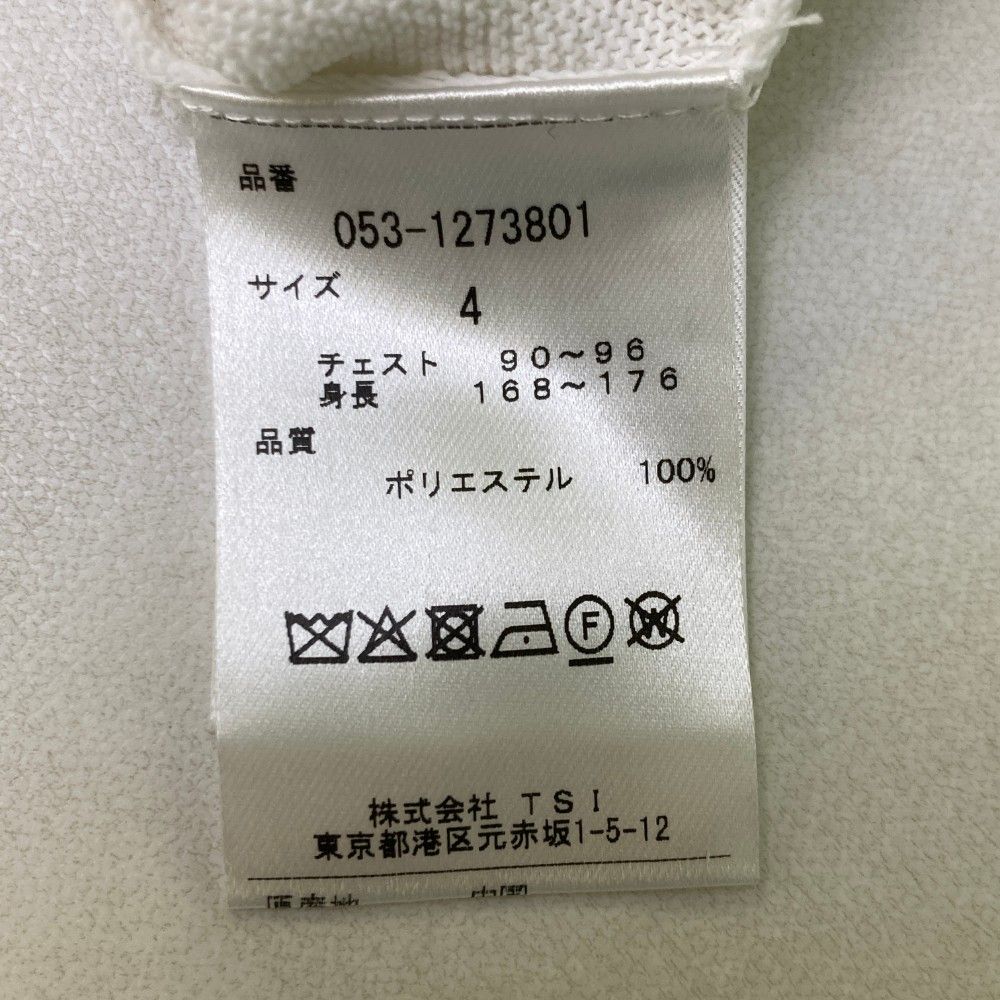 品番
053-1273801
サイズ 4
チェスト 90～96
身長 168～176
品質
ポリエステル 100%
F
W
株式会社 TSI
東京都港区元赤坂1-5-12